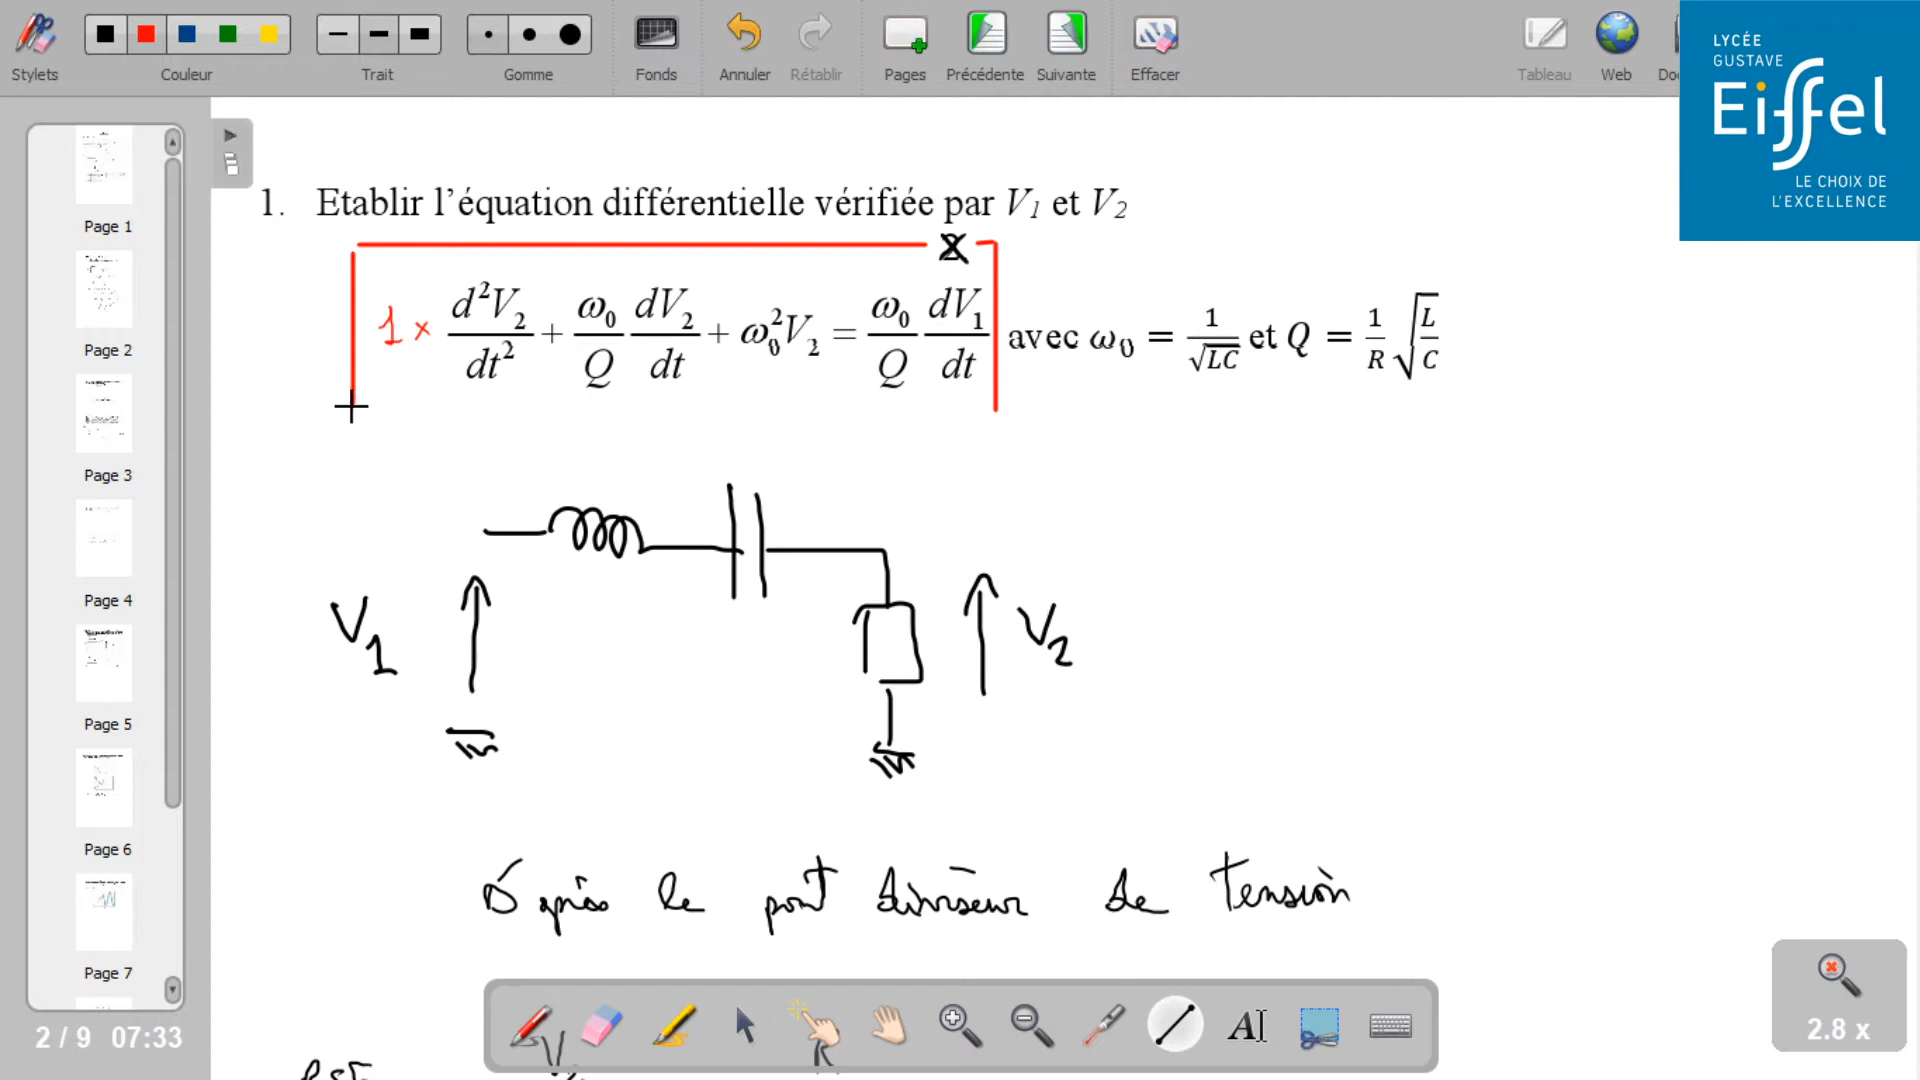 Stylets
Couleur
Trait
Gomme
Fonds
Annuler
Rétablir
Pages
Précédente
Suivante
Effacer
Tableau
Web
LYCÉE
GUSTAVE
Eiffel
LE CHOIX DE
L'EXCELLENCE
Page 1
Page 2
Page 3
Page 4
Page 5
Page 6
Page 7
2 / 9 07:33
1. Etablir l'équation différentielle vérifiée par V₁ et V₂
1 × d²V₂/dt² + ω₀/Q dV₂/dt + ω₀²V₂ = ω₀/Q dV₁/dt avec ω₀ = 1/√LC et Q = 1/R √L/C
V₁
V₂
D'après le pont diviseur de tension
2.8 x